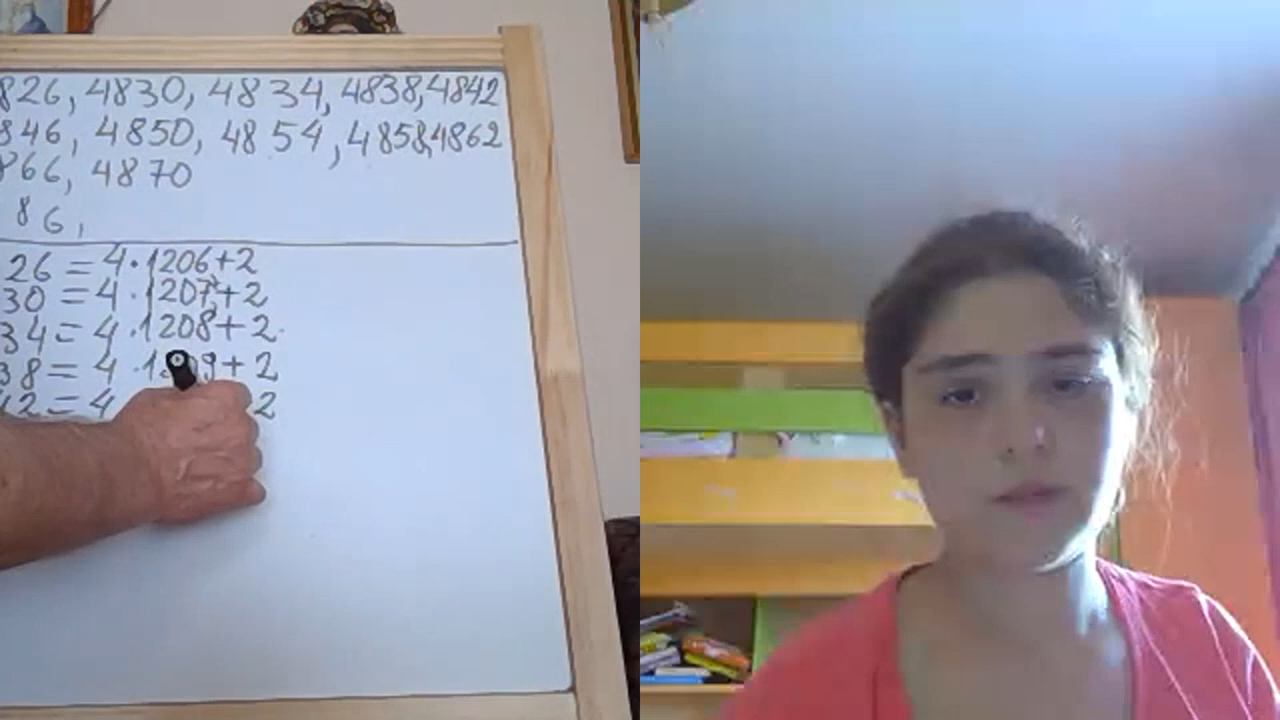 826, 4830, 4834, 4838, 4842
846, 4850, 4854, 4858, 4862
866, 4870
86,
26 = 4·1206+2
30 = 4·1207+2
34 = 4·1208+2
38 = 4·1209+2
42 = 4 2